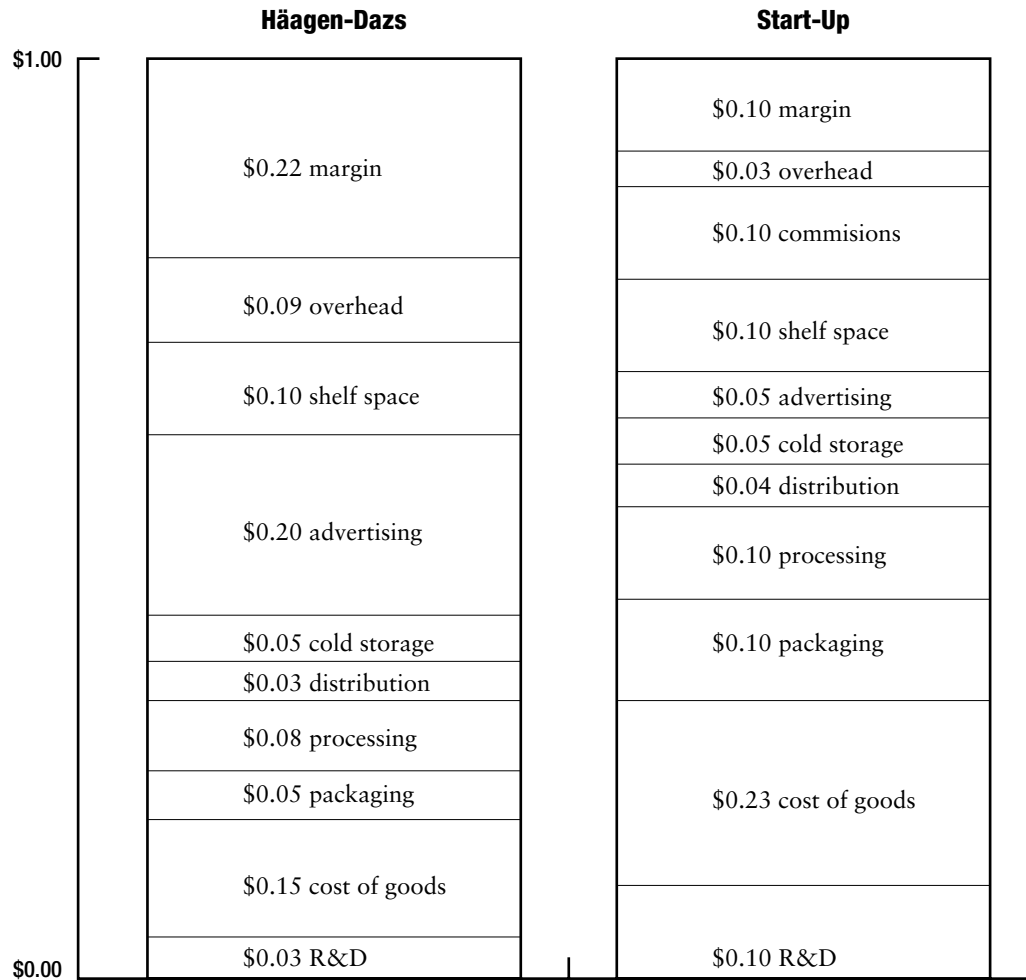 Häagen-Dazs
Start-Up
$1.00
$0.22 margin
$0.09 overhead
$0.10 shelf space
$0.20 advertising
$0.05 cold storage
$0.03 distribution
$0.08 processing
$0.05 packaging
$0.15 cost of goods
$0.03 R&D
$0.10 margin
$0.03 overhead
$0.10 commisions
$0.10 shelf space
$0.05 advertising
$0.05 cold storage
$0.04 distribution
$0.10 processing
$0.10 packaging
$0.23 cost of goods
$0.10 R&D
$0.00